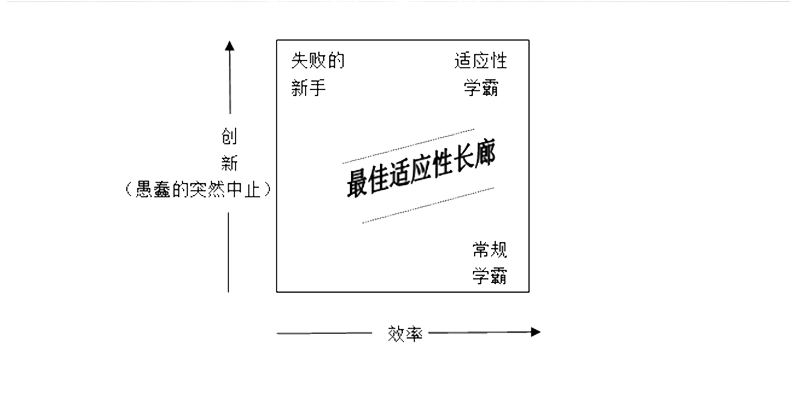 失败的
新手
适应性
学霸
创
新
（愚蠢的突然中止）
最佳适应性长廊
常规
学霸
效率